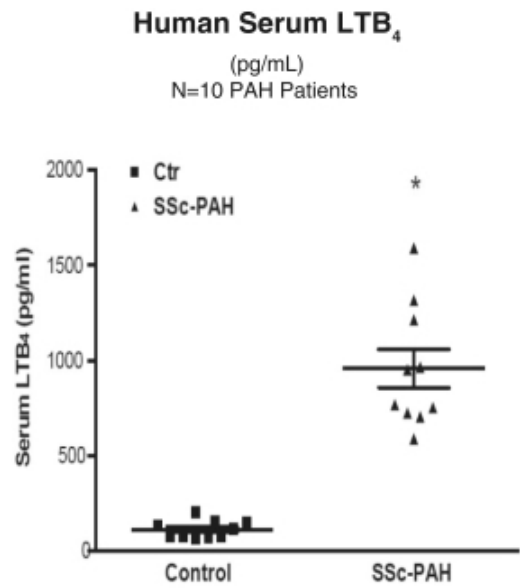 Human Serum LTB₄
(pg/mL)
N=10 PAH Patients
2000
1500
1000
500
0
Serum LTB4 (pg/ml)
■ Ctr
▲ SSc-PAH
*
Control
SSc-PAH